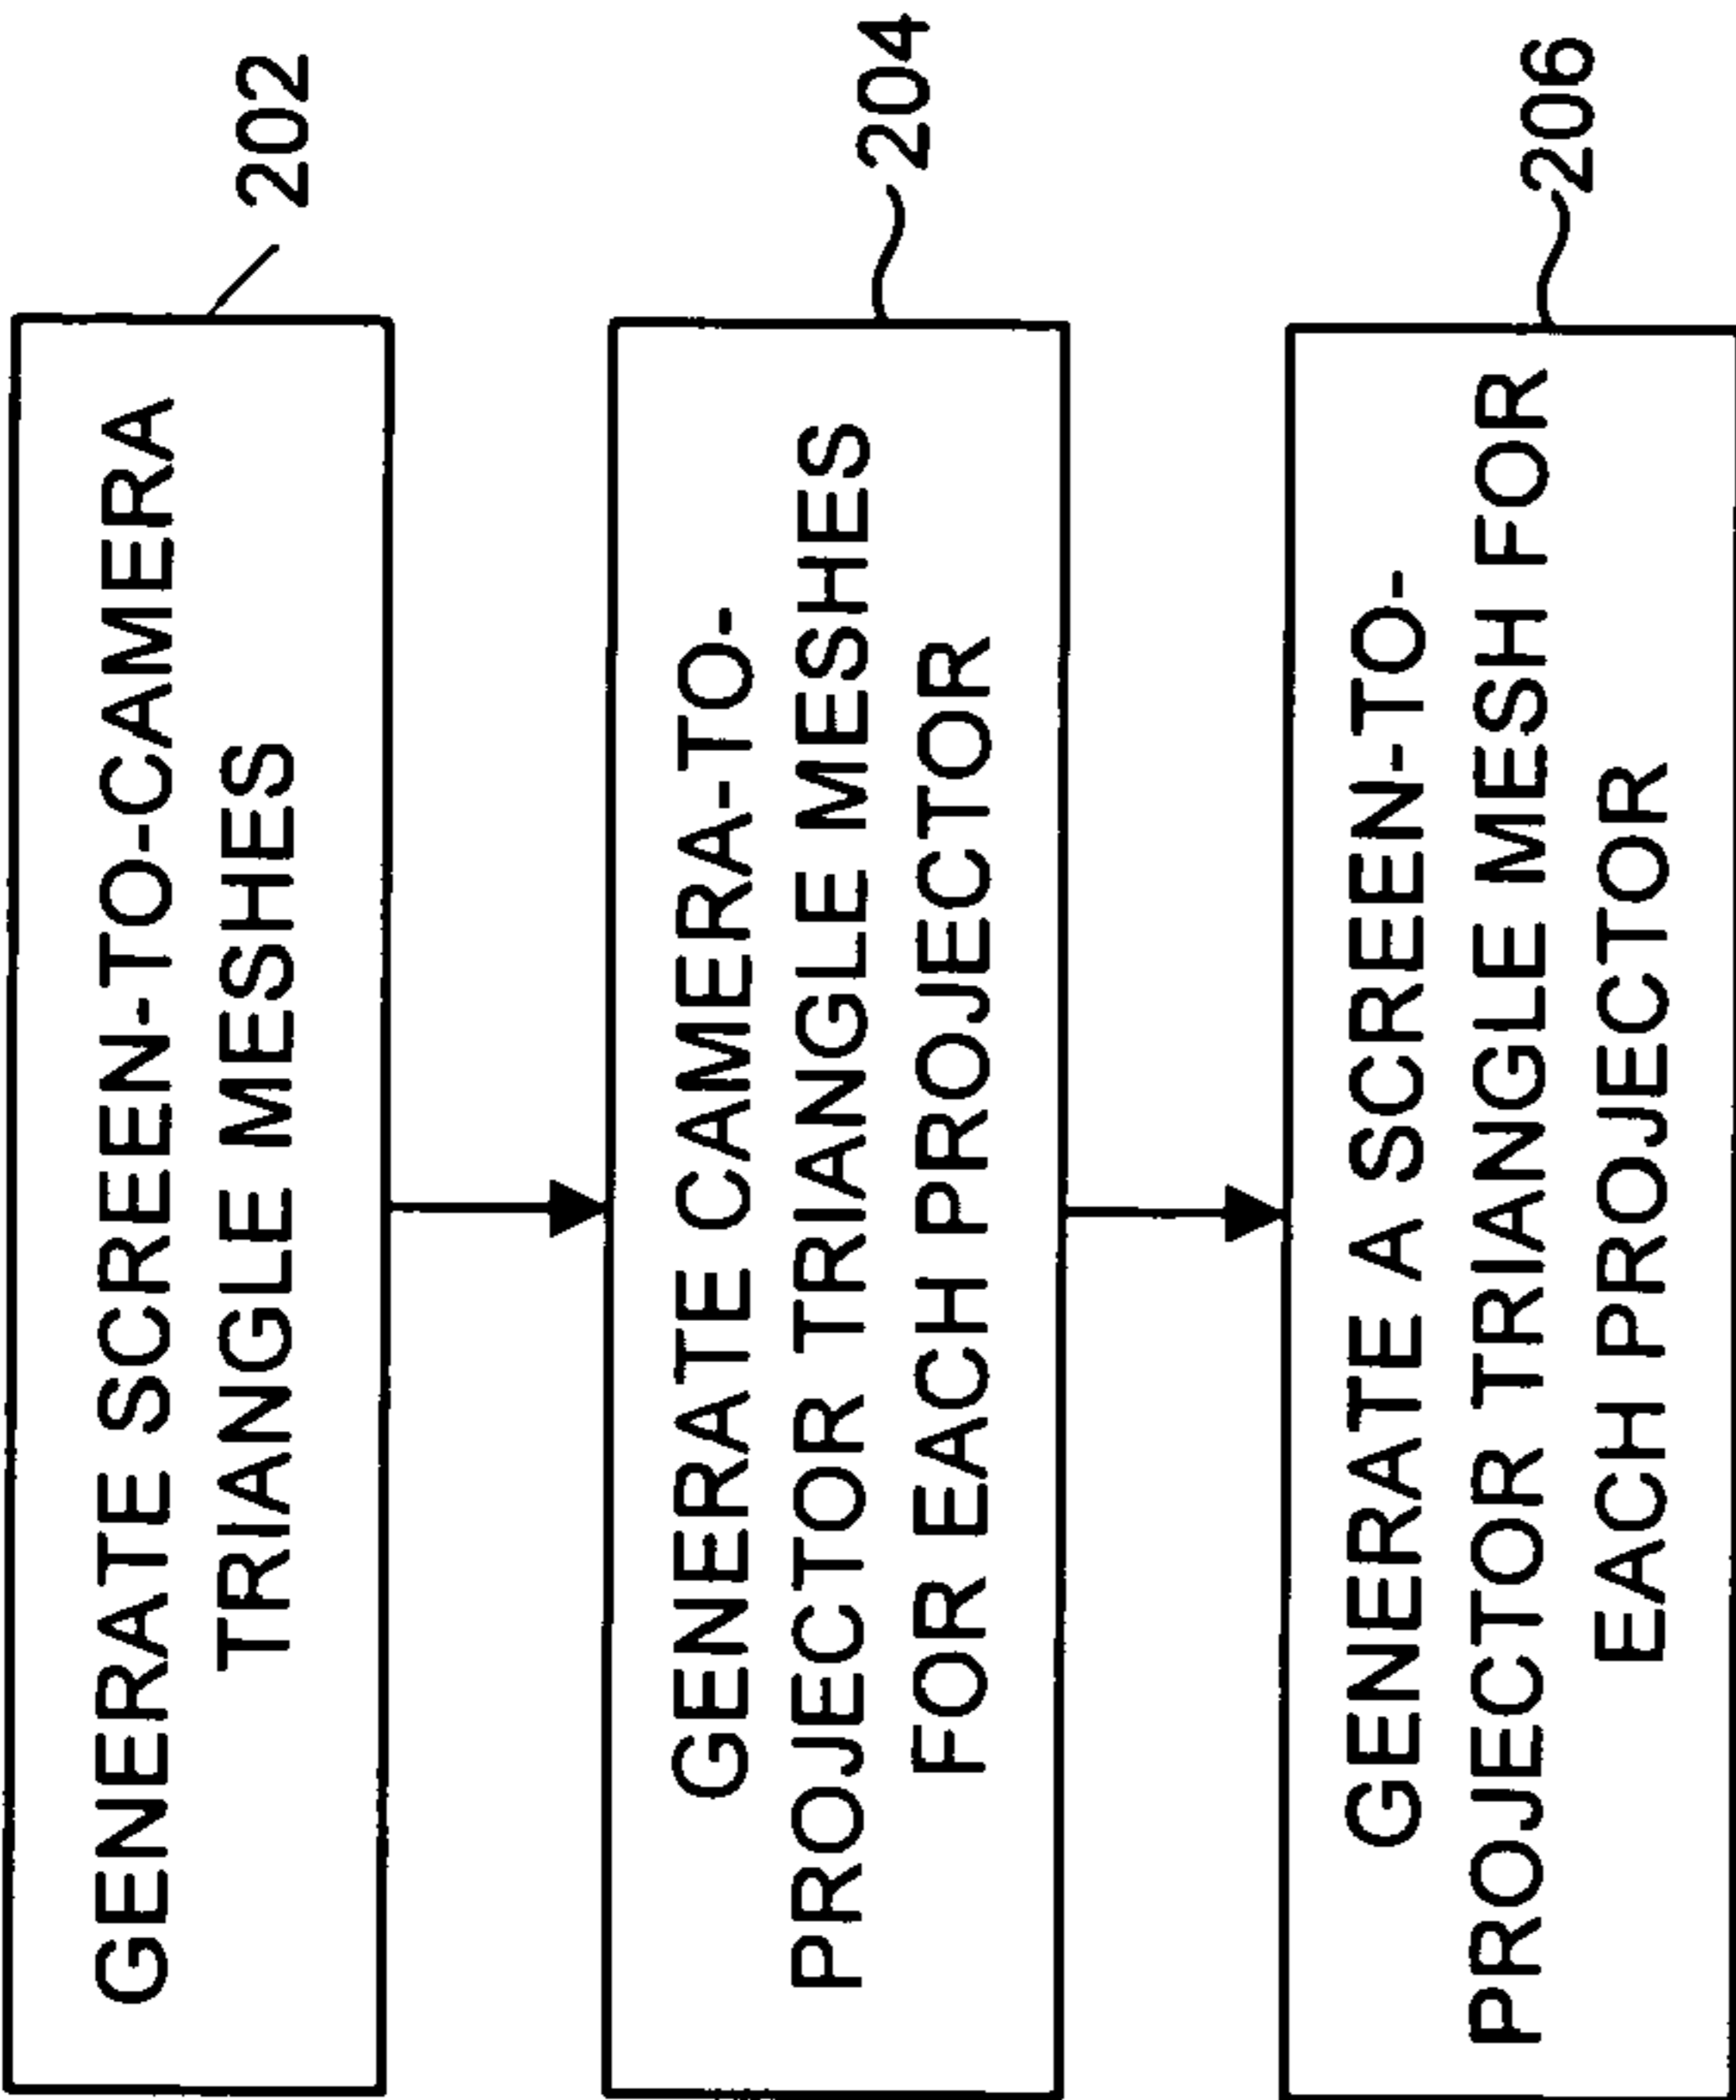 GENERATE SCREEN-TO-CAMERA
TRIANGLE MESHES
202
GENERATE CAMERA-TO-
PROJECTOR TRIANGLE MESHES
FOR EACH PROJECTOR
204
GENERATE A SCREEN-TO-
PROJECTOR TRIANGLE MESH FOR
EACH PROJECTOR
206